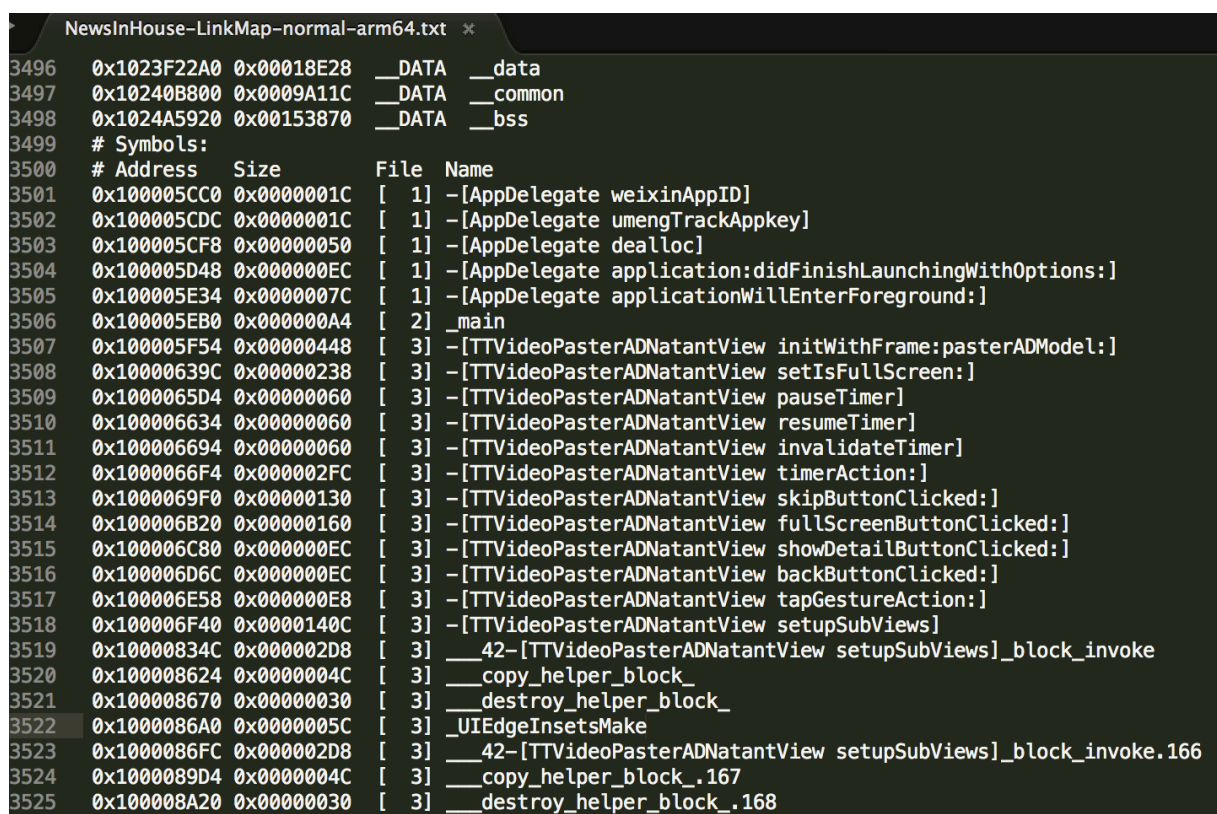 NewsInHouse-LinkMap-normal-arm64.txt ×
3496 0x1023F22A0 0x00018E28 __DATA __data
3497 0x10240B800 0x0009A11C __DATA __common
3498 0x1024A5920 0x00153870 __DATA __bss
3499 # Symbols:
3500 # Address Size File Name
3501 0x100005CC0 0x0000001C [ 1] -[AppDelegate weixinAppID]
3502 0x100005CDC 0x0000001C [ 1] -[AppDelegate umengTrackAppkey]
3503 0x100005CF8 0x00000050 [ 1] -[AppDelegate dealloc]
3504 0x100005D48 0x000000EC [ 1] -[AppDelegate application:didFinishLaunchingWithOptions:]
3505 0x100005E34 0x0000007C [ 1] -[AppDelegate applicationWillEnterForeground:]
3506 0x100005EB0 0x000000A4 [ 2] _main
3507 0x100005F54 0x00000448 [ 3] -[TTVideoPasterADNatantView initWithFrame:pasterADModel:]
3508 0x10000639C 0x00000238 [ 3] -[TTVideoPasterADNatantView setIsFullScreen:]
3509 0x1000065D4 0x00000060 [ 3] -[TTVideoPasterADNatantView pauseTimer]
3510 0x100006634 0x00000060 [ 3] -[TTVideoPasterADNatantView resumeTimer]
3511 0x100006694 0x00000060 [ 3] -[TTVideoPasterADNatantView invalidateTimer]
3512 0x1000066F4 0x000002FC [ 3] -[TTVideoPasterADNatantView timerAction:]
3513 0x1000069F0 0x00000130 [ 3] -[TTVideoPasterADNatantView skipButtonClicked:]
3514 0x100006B20 0x00000160 [ 3] -[TTVideoPasterADNatantView fullScreenButtonClicked:]
3515 0x100006C80 0x000000EC [ 3] -[TTVideoPasterADNatantView showDetailButtonClicked:]
3516 0x100006D6C 0x000000EC [ 3] -[TTVideoPasterADNatantView backButtonClicked:]
3517 0x100006E58 0x000000E8 [ 3] -[TTVideoPasterADNatantView tapGestureAction:]
3518 0x100006F40 0x0000140C [ 3] -[TTVideoPasterADNatantView setupSubViews]
3519 0x10000834C 0x000002D8 [ 3] ___42-[TTVideoPasterADNatantView setupSubViews]_block_invoke
3520 0x100008624 0x0000004C [ 3] ___copy_helper_block_
3521 0x100008670 0x00000030 [ 3] ___destroy_helper_block_
3522 0x1000086A0 0x0000005C [ 3] _UIEdgeInsetsMake
3523 0x1000086FC 0x000002D8 [ 3] ___42-[TTVideoPasterADNatantView setupSubViews]_block_invoke.166
3524 0x1000089D4 0x0000004C [ 3] ___copy_helper_block_.167
3525 0x100008A20 0x00000030 [ 3] ___destroy_helper_block_.168